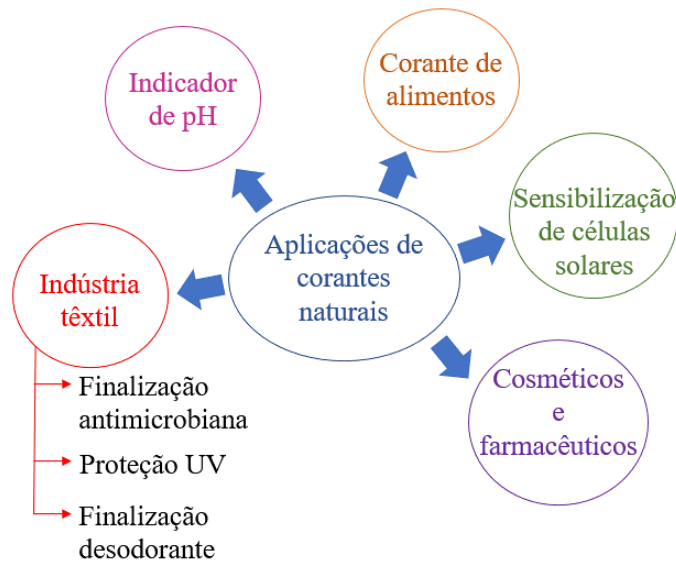 Indicador
de pH
Corante de
alimentos
Sensibilização
de células
solares
Aplicações de
corantes
naturais
Indústria
têxtil
Cosméticos
e
farmacêuticos
Finalização
antimicrobiana
Proteção UV
Finalização
desodorante